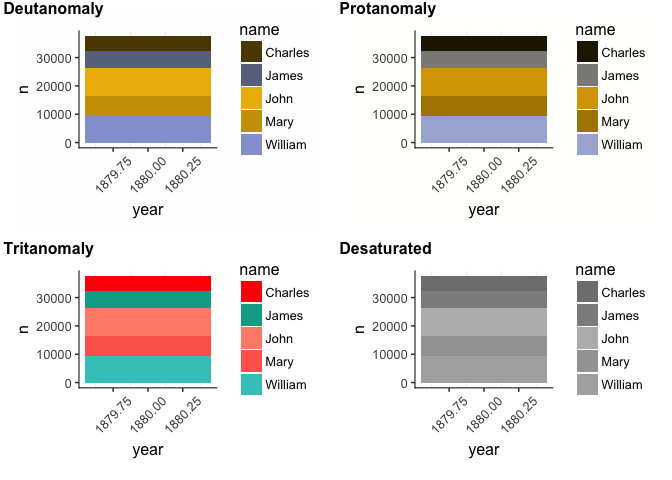 Deutanomaly
name
Charles
James
John
Mary
William
n
30000
20000
10000
0
1879.75
1880.00
1880.25
year
Protanomaly
name
Charles
James
John
Mary
William
n
30000
20000
10000
0
1879.75
1880.00
1880.25
year
Tritanomaly
name
Charles
James
John
Mary
William
n
30000
20000
10000
0
1879.75
1880.00
1880.25
year
Desaturated
name
Charles
James
John
Mary
William
n
30000
20000
10000
0
1879.75
1880.00
1880.25
year